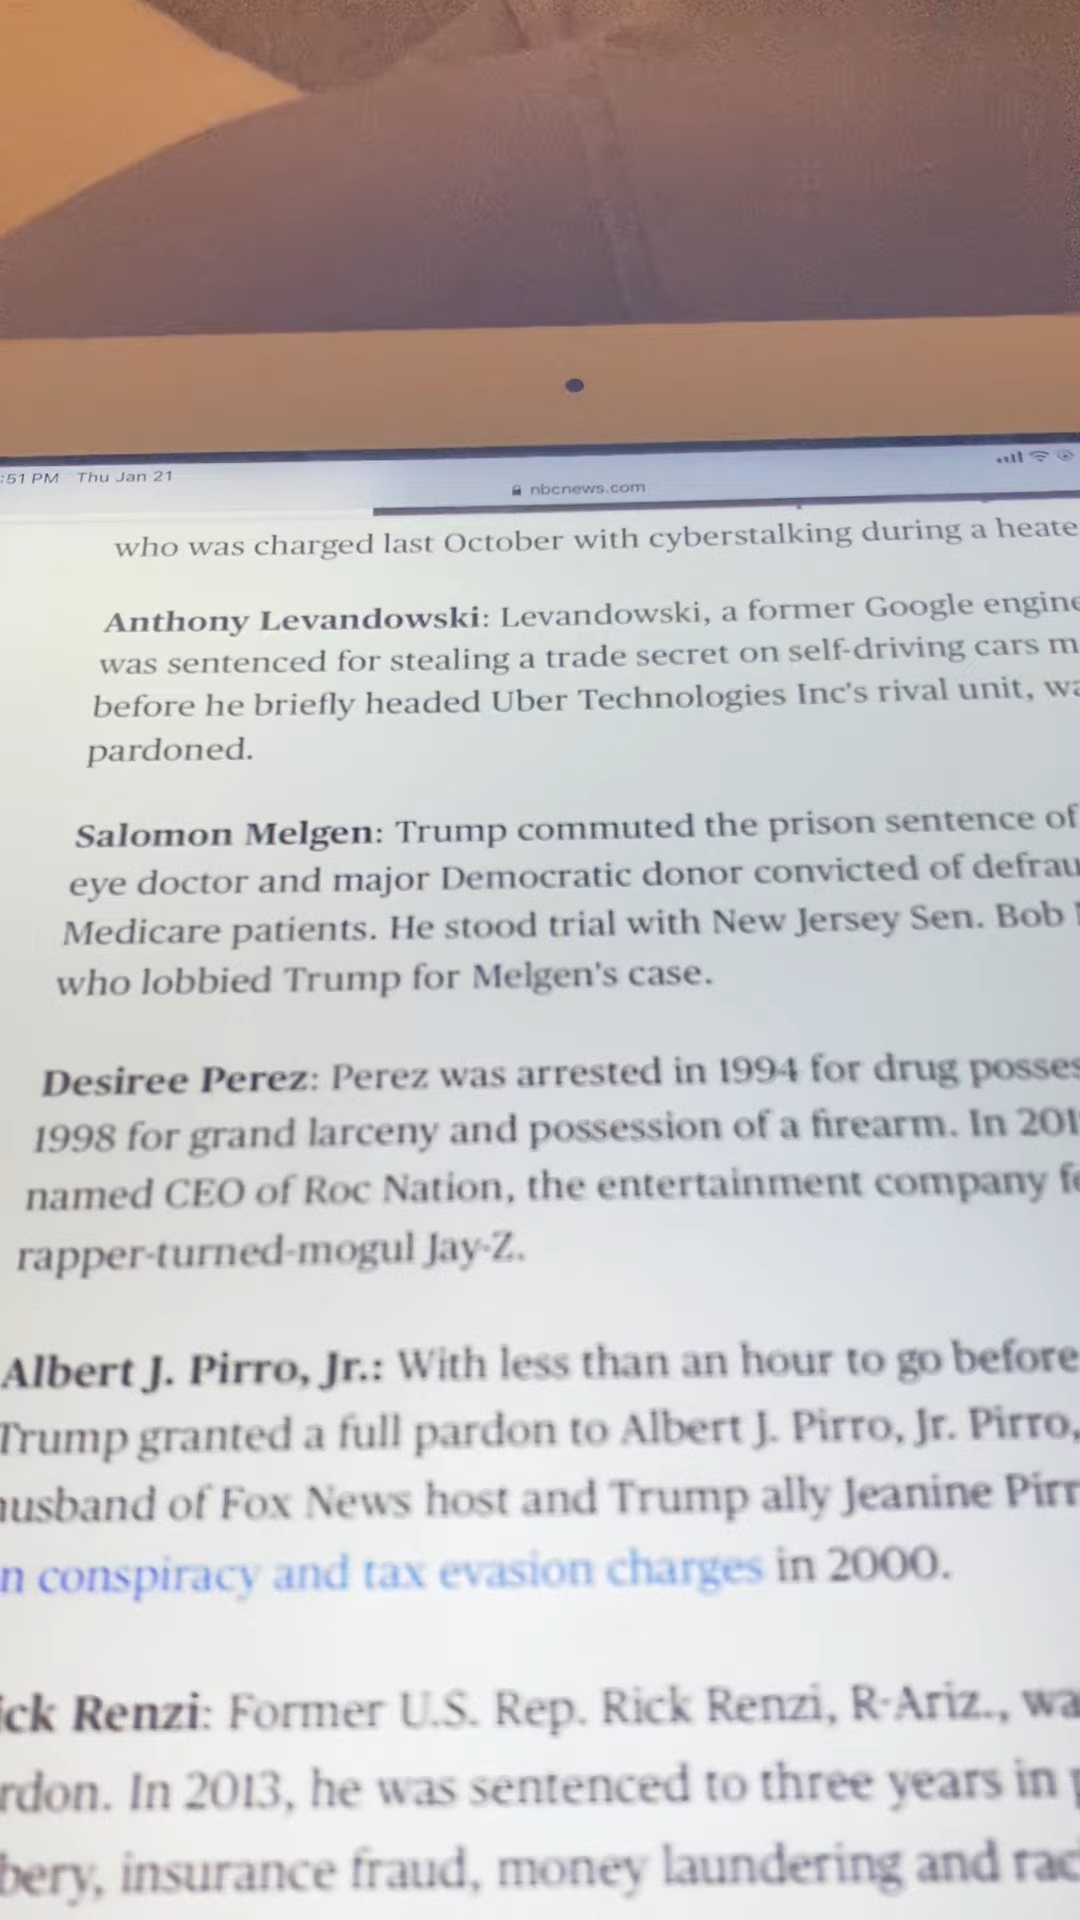 :51 PM Thu Jan 21
nbcnews.com
who was charged last October with cyberstalking during a heate
Anthony Levandowski: Levandowski, a former Google engine
was sentenced for stealing a trade secret on self-driving cars m
before he briefly headed Uber Technologies Inc's rival unit, wa
pardoned.
Salomon Melgen: Trump commuted the prison sentence of
eye doctor and major Democratic donor convicted of defrau
Medicare patients. He stood trial with New Jersey Sen. Bob
who lobbied Trump for Melgen's case.
Desiree Perez: Perez was arrested in 1994 for drug posses
1998 for grand larceny and possession of a firearm. In 201
named CEO of Roc Nation, the entertainment company f
rapper-turned-mogul Jay-Z.
Albert J. Pirro, Jr.: With less than an hour to go before
Trump granted a full pardon to Albert J. Pirro, Jr. Pirro,
husband of Fox News host and Trump ally Jeanine Pirr
n conspiracy and tax evasion charges in 2000.
ick Renzi: Former U.S. Rep. Rick Renzi, R-Ariz., wa
rdon. In 2013, he was sentenced to three years in p
bery, insurance fraud, money laundering and rac